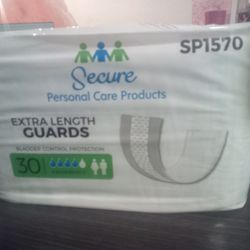 SP1570
Secure
Personal Care Products
EXTRA LENGTH
GUARDS
BLADDER CONTROL PROTECTION
30